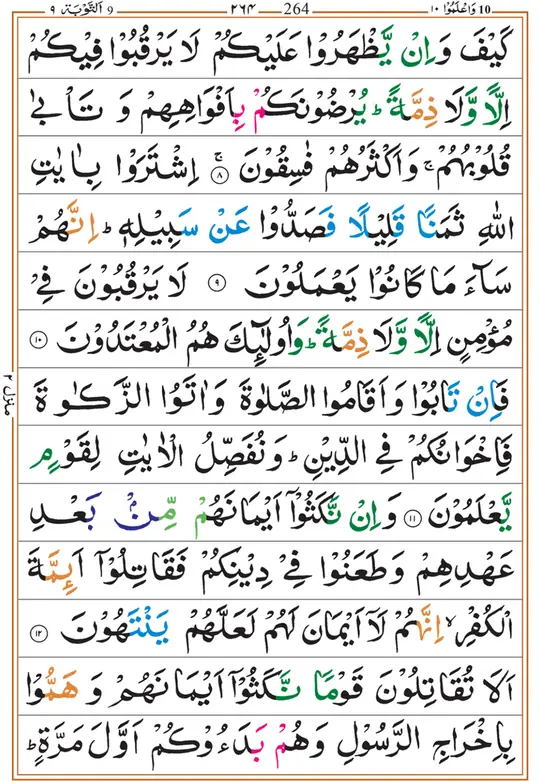 10 وَاعْلَمُوْا ١٠ 264 ٢٦٤ ٩ اَلتَّوْبَة ٩
كَيْفَ وَاِنْ يَّظْهَرُوْا عَلَيْكُمْ لَا يَرْقُبُوْا فِيْكُمْ
اِلًّا وَّلَا ذِمَّةً ؕ يُرْضُوْنَكُمْ بِاَفْوَاهِهِمْ وَ تَاْبٰى
قُلُوْبُهُمْ ۚ وَاَكْثَرُهُمْ فٰسِقُوْنَ ۚ ٨ اِشْتَرَوْا بِاٰيٰتِ
اللّٰهِ ثَمَنًا قَلِيْلًا فَصَدُّوْا عَنْ سَبِيْلِهٖ ؕ اِنَّهُمْ
سَآءَ مَا كَانُوْا يَعْمَلُوْنَ ٩ لَا يَرْقُبُوْنَ فِيْ
مُؤْمِنٍ اِلًّا وَّلَا ذِمَّةً ؕ وَاُولٰٓئِكَ هُمُ الْمُعْتَدُوْنَ ١٠
فَاِنْ تَابُوْا وَاَقَامُوا الصَّلٰوةَ وَاٰتَوُا الزَّكٰوةَ
فَاِخْوَانُكُمْ فِي الدِّيْنِ ؕ وَنُفَصِّلُ الْاٰيٰتِ لِقَوْمٍ
يَّعْلَمُوْنَ ١١ وَاِنْ نَّكَثُوْۤا اَيْمَانَهُمْ مِّنْۢ بَعْدِ
عَهْدِهِمْ وَطَعَنُوْا فِيْ دِيْنِكُمْ فَقَاتِلُوْۤا اَئِمَّةَ
الْكُفْرِ ۙ اِنَّهُمْ لَاۤ اَيْمَانَ لَهُمْ لَعَلَّهُمْ يَنْتَهُوْنَ ١٢
اَلَا تُقَاتِلُوْنَ قَوْمًا نَّكَثُوْۤا اَيْمَانَهُمْ وَهَمُّوْا
بِاِخْرَاجِ الرَّسُوْلِ وَهُمْ بَدَءُوْكُمْ اَوَّلَ مَرَّةٍ ؕ
منزل ٢